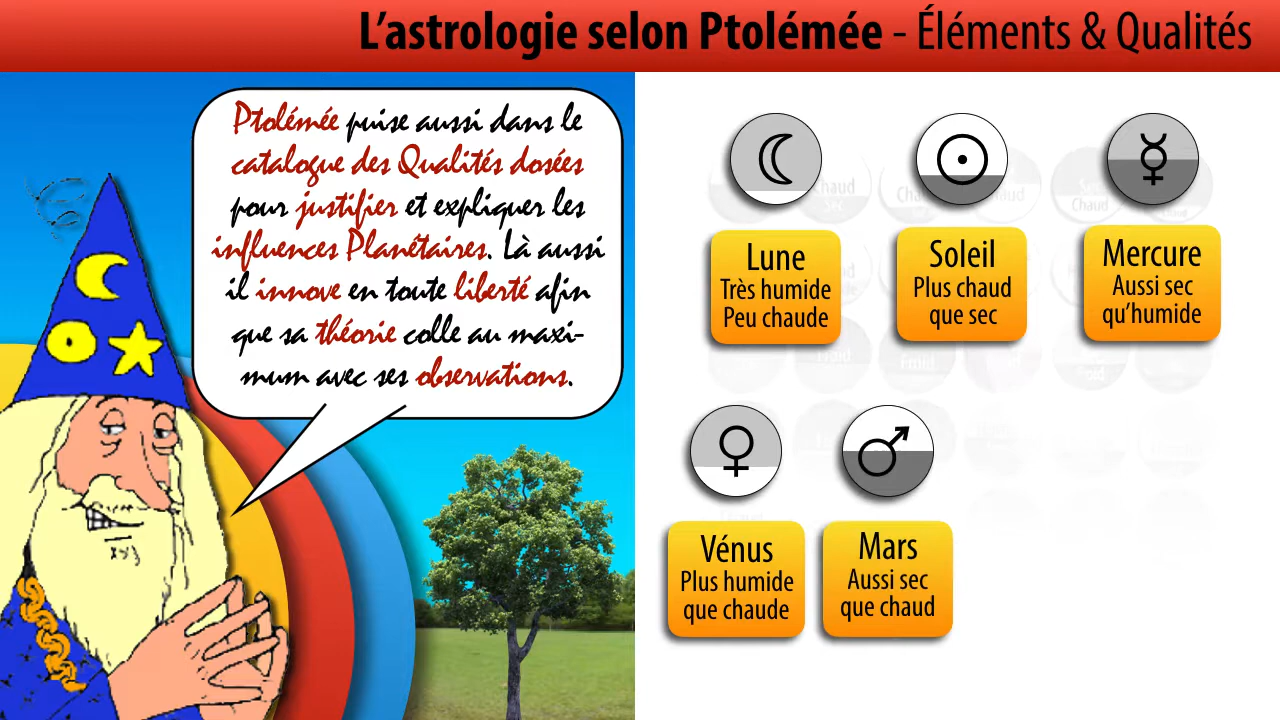 L'astrologie selon Ptolémée - Éléments & Qualités
Ptolémée puise aussi dans le
catalogue des Qualités dosées
pour justifier et expliquer les
influences Planétaires. Là aussi
il innove en toute liberté afin
que sa théorie colle au maxi-
mum avec ses observations.
Lune
Très humide
Peu chaude
Soleil
Plus chaud
que sec
Mercure
Aussi sec
qu'humide
Vénus
Plus humide
que chaude
Mars
Aussi sec
que chaud